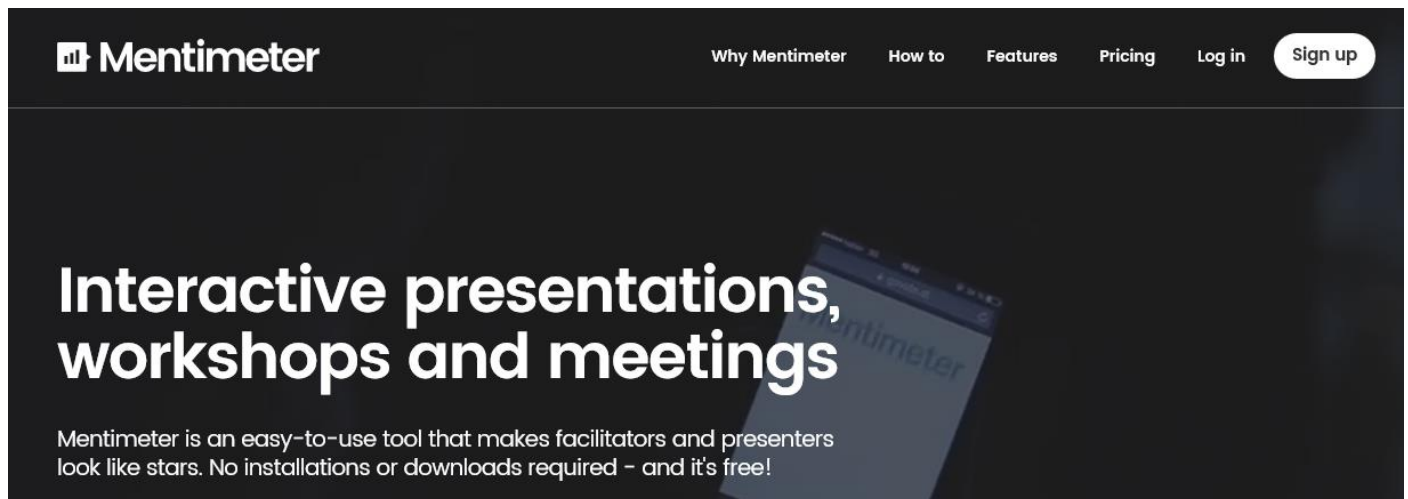 Mentimeter
Why Mentimeter How to Features Pricing Log in Sign up
Interactive presentations,
workshops and meetings
Mentimeter
Mentimeter is an easy-to-use tool that makes facilitators and presenters
look like stars. No installations or downloads required - and it's free!